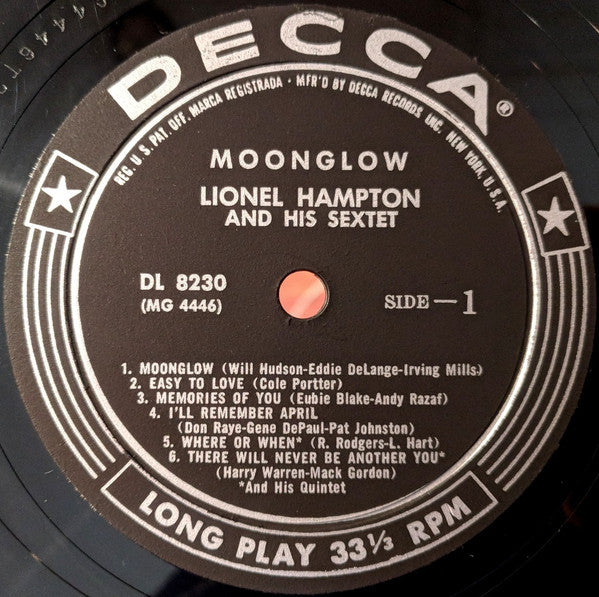 DECCA®
REG. U.S. PAT. OFF. MARCA REGISTRADA • MFR'D BY DECCA RECORDS, INC., NEW YORK, U.S.A.
MOONGLOW
LIONEL HAMPTON
AND HIS SEXTET
DL 8230
(MG 4446)
SIDE—1
1. MOONGLOW (Will Hudson-Eddie DeLange-Irving Mills)
2. EASY TO LOVE (Cole Portter)
3. MEMORIES OF YOU (Eubie Blake-Andy Razaf)
4. I'LL REMEMBER APRIL
(Don Raye-Gene DePaul-Pat Johnston)
5. WHERE OR WHEN* (R. Rodgers-L. Hart)
6. THERE WILL NEVER BE ANOTHER YOU*
(Harry Warren-Mack Gordon)
*And His Quintet
LONG PLAY 33⅓ RPM